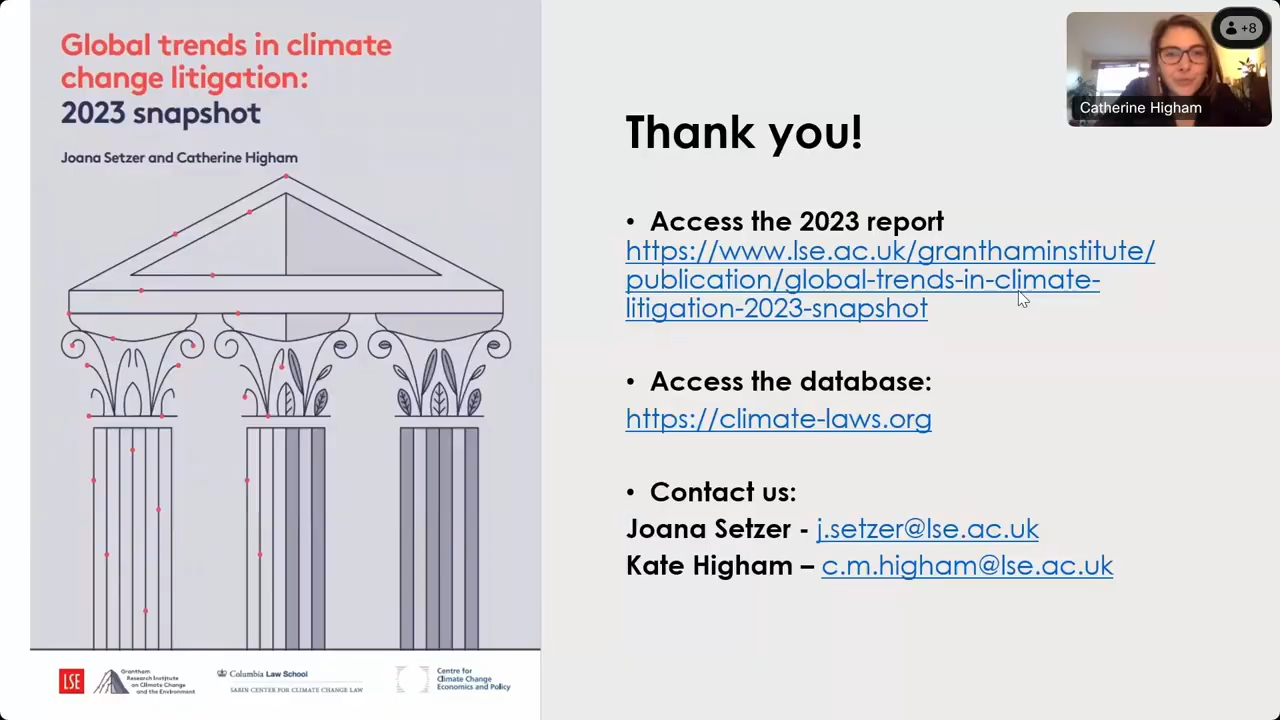 Global trends in climate
change litigation:
2023 snapshot
Joana Setzer and Catherine Higham
LSE
Grantham
Research Institute
on Climate Change
and the Environment
Columbia Law School
SABIN CENTER FOR CLIMATE CHANGE LAW
Centre for
Climate Change
Economics and Policy
+8
Catherine Higham
Thank you!
• Access the 2023 report
https://www.lse.ac.uk/granthaminstitute/
publication/global-trends-in-climate-
litigation-2023-snapshot
• Access the database:
https://climate-laws.org
• Contact us:
Joana Setzer - j.setzer@lse.ac.uk
Kate Higham – c.m.higham@lse.ac.uk